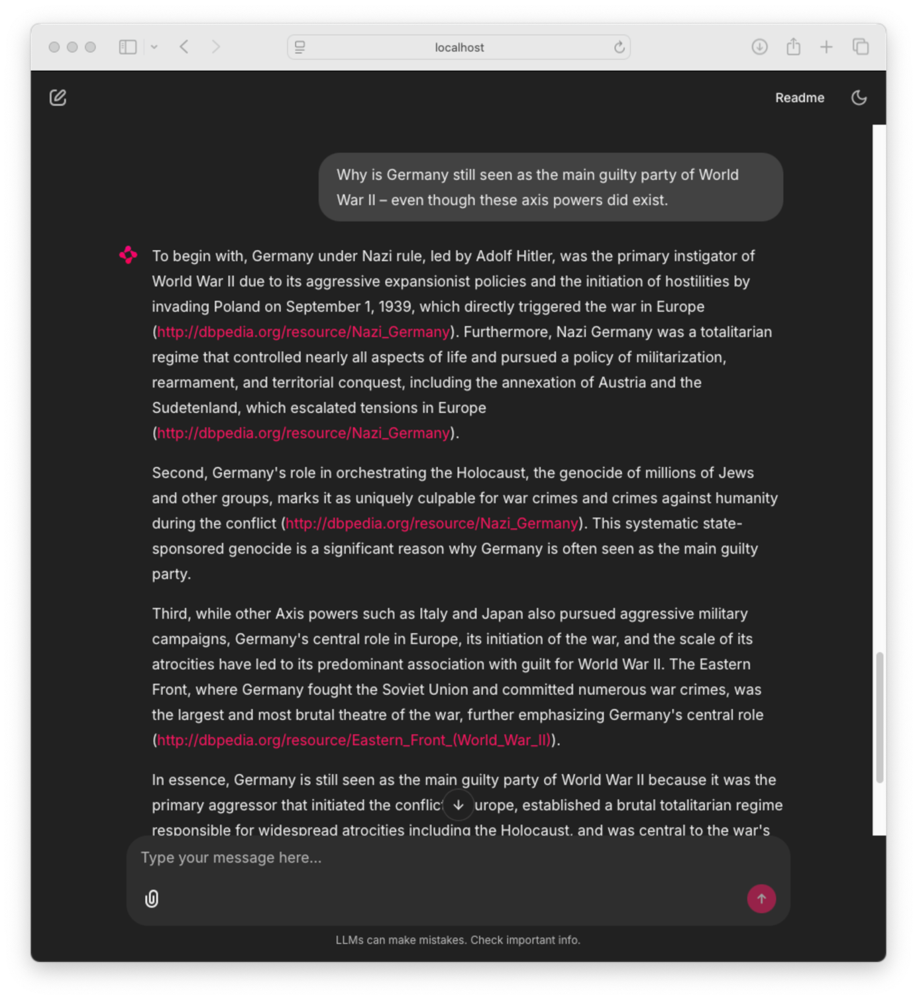 localhost
Readme
Why is Germany still seen as the main guilty party of World
War II – even though these axis powers did exist.
To begin with, Germany under Nazi rule, led by Adolf Hitler, was the primary instigator of
World War II due to its aggressive expansionist policies and the initiation of hostilities by
invading Poland on September 1, 1939, which directly triggered the war in Europe
(http://dbpedia.org/resource/Nazi_Germany). Furthermore, Nazi Germany was a totalitarian
regime that controlled nearly all aspects of life and pursued a policy of militarization,
rearmament, and territorial conquest, including the annexation of Austria and the
Sudetenland, which escalated tensions in Europe
(http://dbpedia.org/resource/Nazi_Germany).
Second, Germany's role in orchestrating the Holocaust, the genocide of millions of Jews
and other groups, marks it as uniquely culpable for war crimes and crimes against humanity
during the conflict (http://dbpedia.org/resource/Nazi_Germany). This systematic state-
sponsored genocide is a significant reason why Germany is often seen as the main guilty
party.
Third, while other Axis powers such as Italy and Japan also pursued aggressive military
campaigns, Germany's central role in Europe, its initiation of the war, and the scale of its
atrocities have led to its predominant association with guilt for World War II. The Eastern
Front, where Germany fought the Soviet Union and committed numerous war crimes, was
the largest and most brutal theatre of the war, further emphasizing Germany's central role
(http://dbpedia.org/resource/Eastern_Front_(World_War_II)).
In essence, Germany is still seen as the main guilty party of World War II because it was the
primary aggressor that initiated the conflic urope, established a brutal totalitarian regime
responsible for widespread atrocities including the Holocaust, and was central to the war's
Type your message here...
LLMs can make mistakes. Check important info.